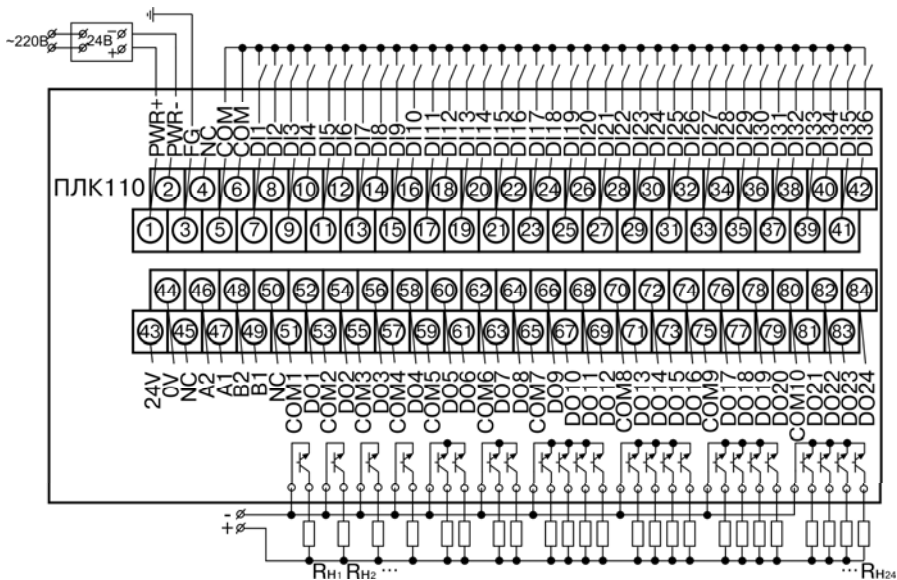 ~220В 24В - +
PWR+ PWR- FG NC COM COM DI1 DI2 DI3 DI4 DI5 DI6 DI7 DI8 DI9 DI10 DI11 DI12 DI13 DI14 DI15 DI16 DI17 DI18 DI19 DI20 DI21 DI22 DI23 DI24 DI25 DI26 DI27 DI28 DI29 DI30 DI31 DI32 DI33 DI34 DI35 DI36
ПЛК110 2 4 6 8 10 12 14 16 18 20 22 24 26 28 30 32 34 36 38 40 42
1 3 5 7 9 11 13 15 17 19 21 23 25 27 29 31 33 35 37 39 41
44 46 48 50 52 54 56 58 60 62 64 66 68 70 72 74 76 78 80 82 84
43 45 47 49 51 53 55 57 59 61 63 65 67 69 71 73 75 77 79 81 83
24V 0V NC A2 A1 B2 B1 NC COM1 DO1 COM2 DO2 COM3 DO3 COM4 DO4 COM5 DO5 DO6 COM6 DO7 DO8 COM7 DO9 DO10 DO11 DO12 COM8 DO13 DO14 DO15 DO16 COM9 DO17 DO18 DO19 DO20 COM10 DO21 DO22 DO23 DO24
-
+
RH1 RH2 ... ... RH24